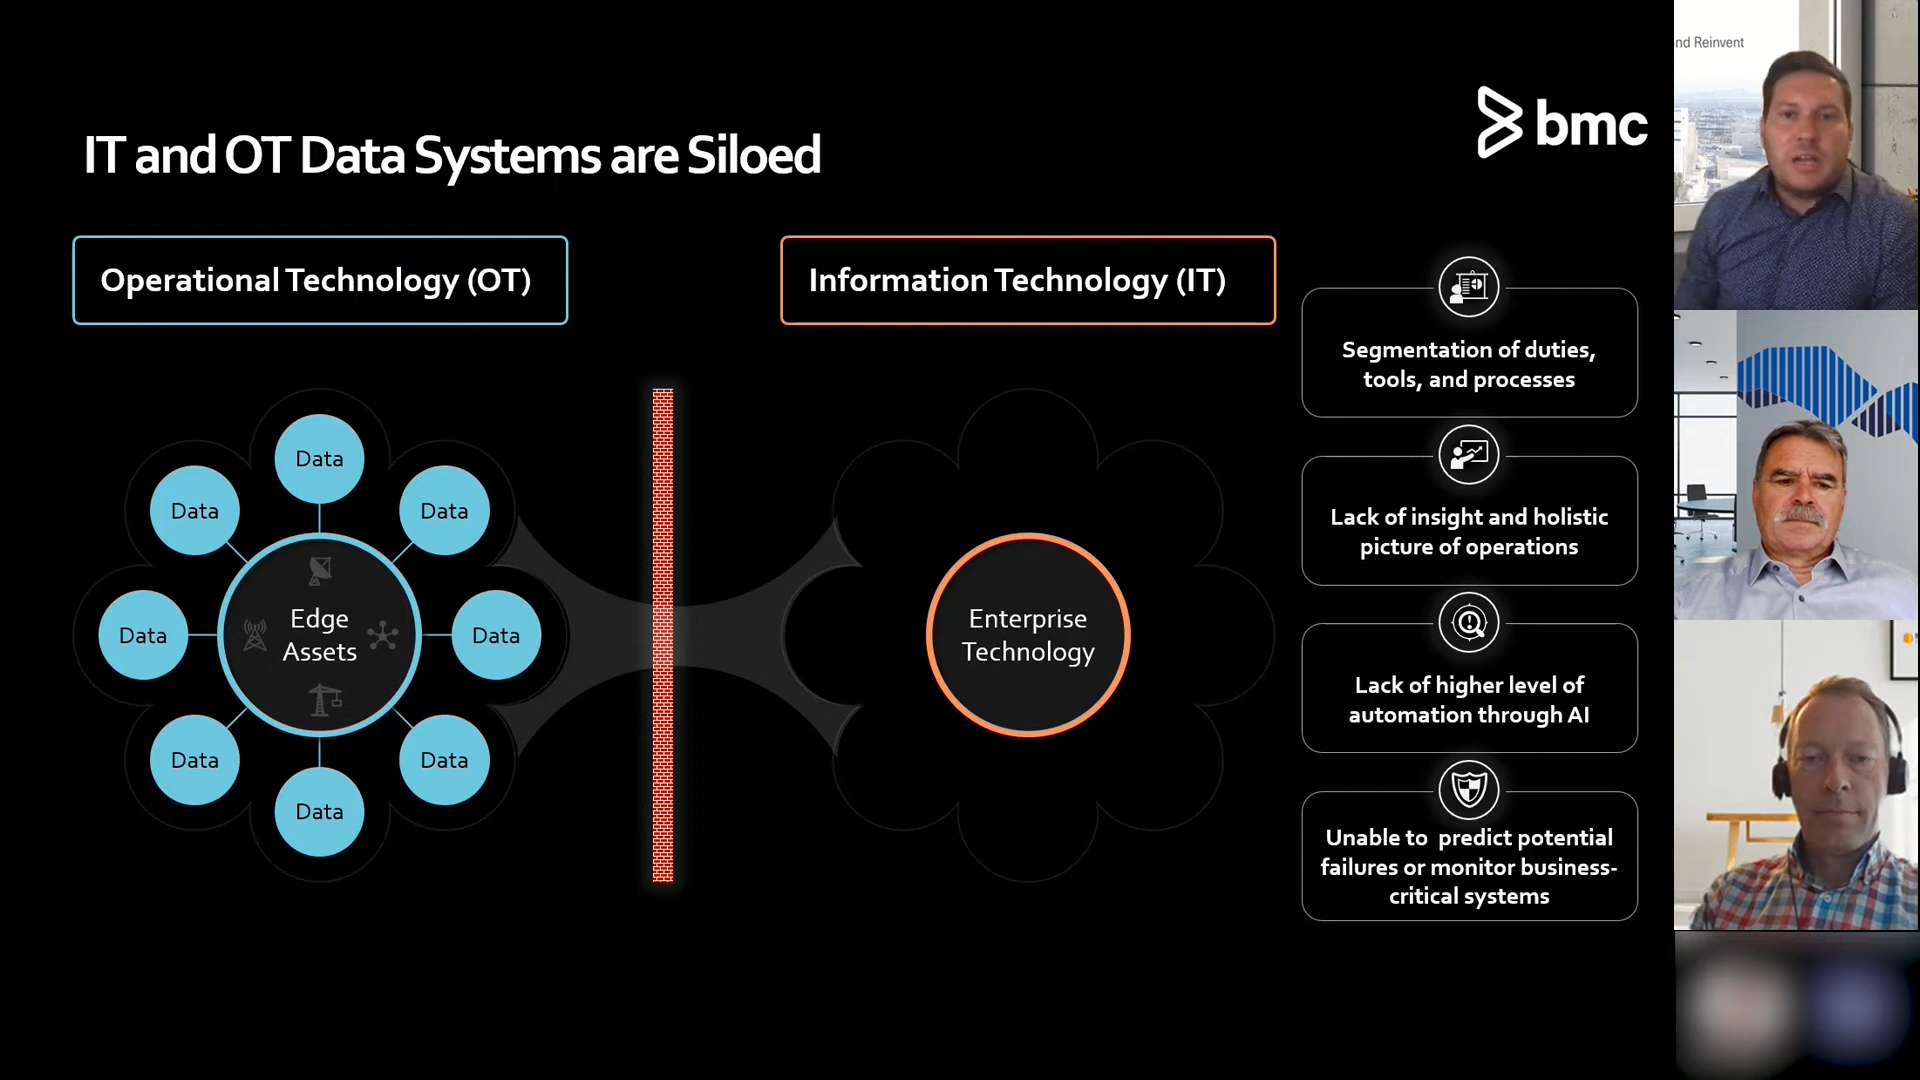 nd Reinvent
bmc
IT and OT Data Systems are Siloed
Operational Technology (OT)
Information Technology (IT)
Data
Data
Data
Data
Edge
Assets
Data
Data
Data
Data
Enterprise
Technology
Segmentation of duties,
tools, and processes
Lack of insight and holistic
picture of operations
Lack of higher level of
automation through AI
Unable to  predict potential
failures or monitor business-
critical systems